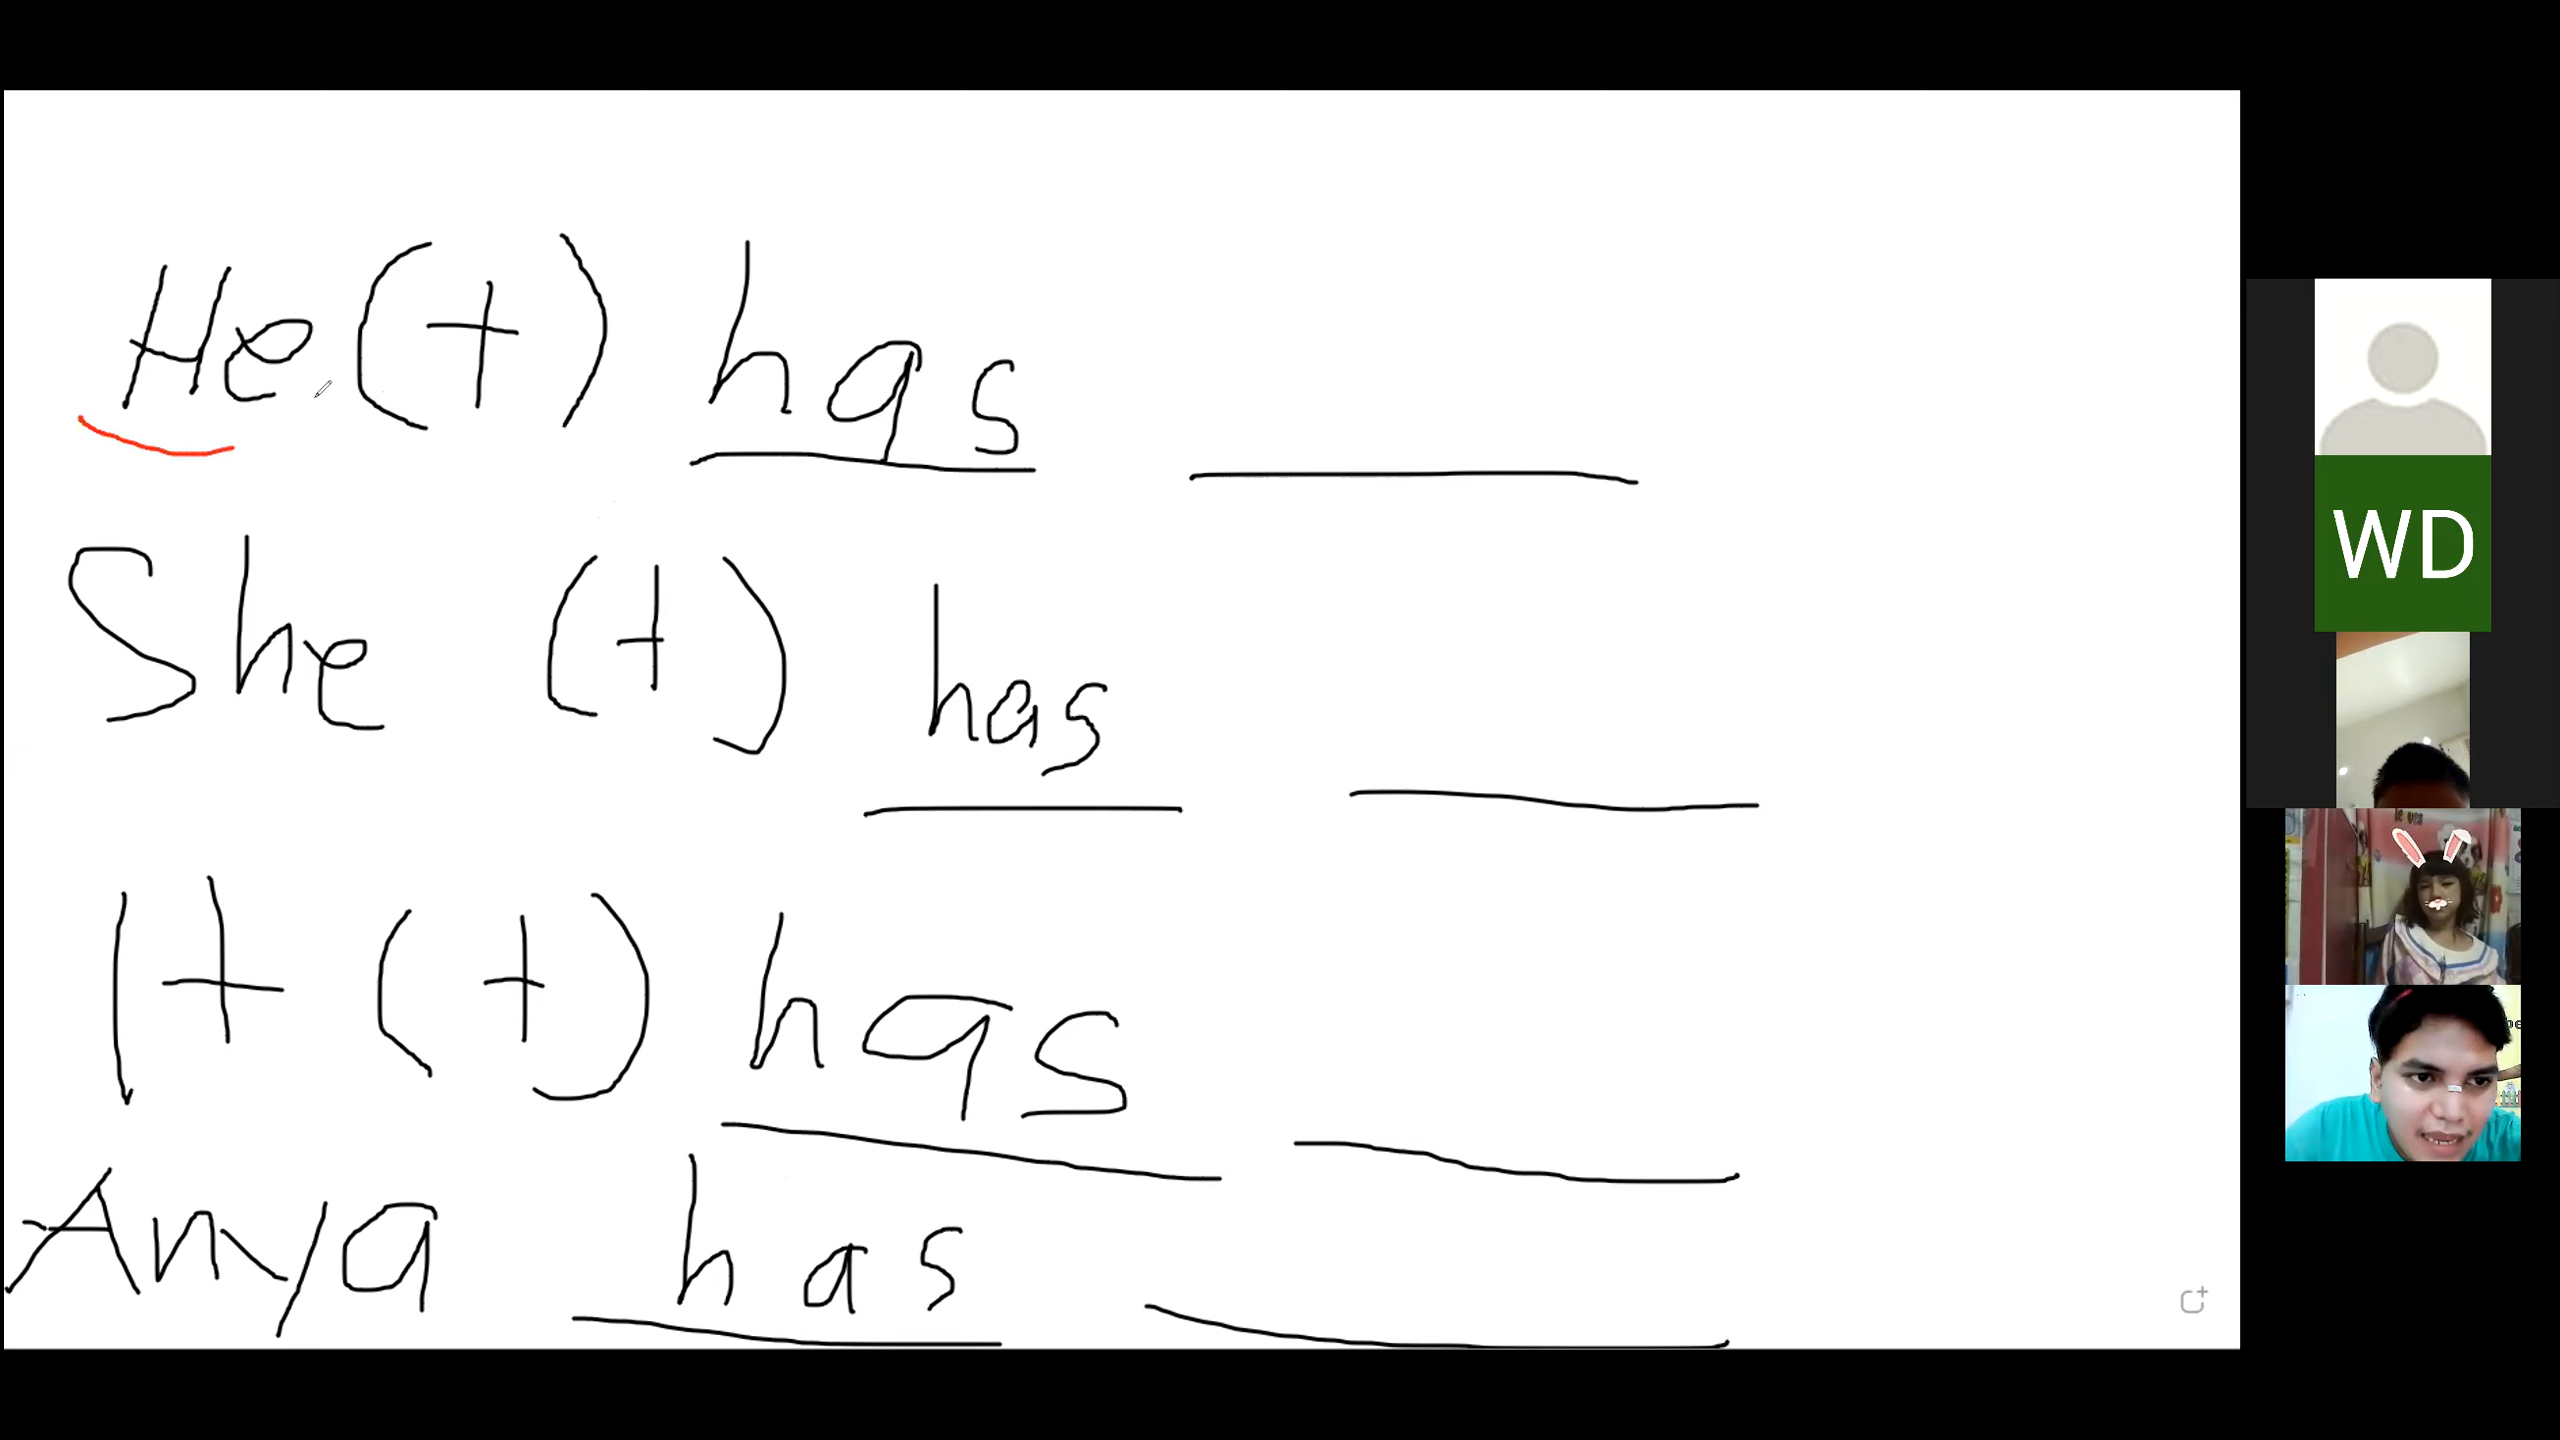 He (+) has
She (+) has
It (+) has
Anya has
WD